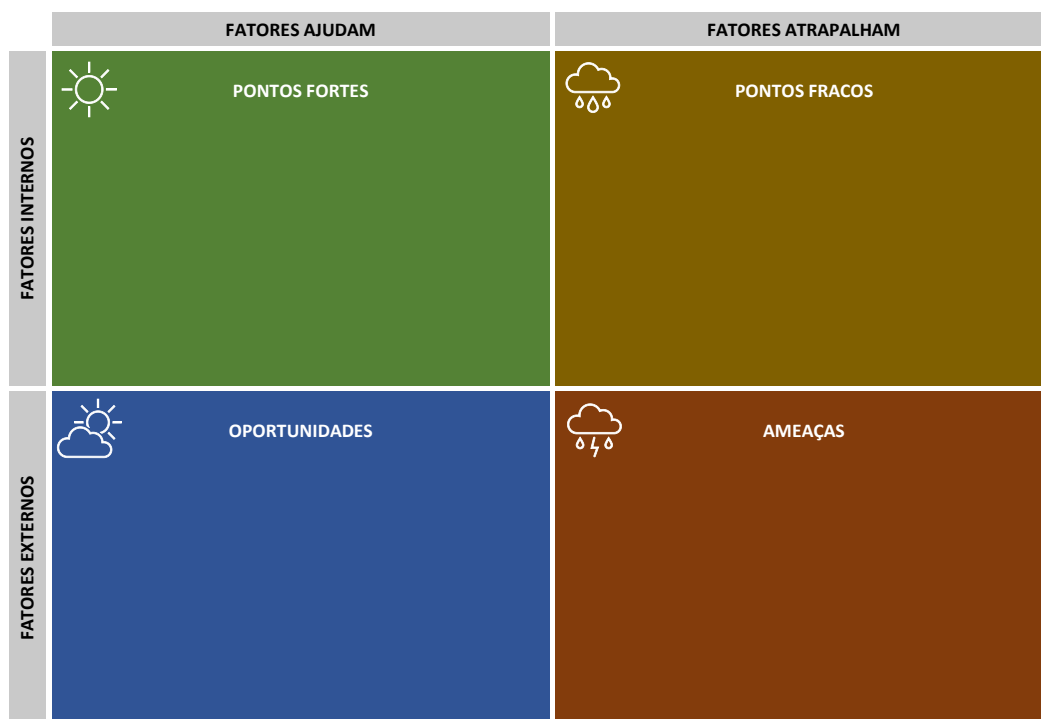 FATORES AJUDAM
FATORES ATRAPALHAM
FATORES INTERNOS
PONTOS FORTES
PONTOS FRACOS
FATORES EXTERNOS
OPORTUNIDADES
AMEAÇAS